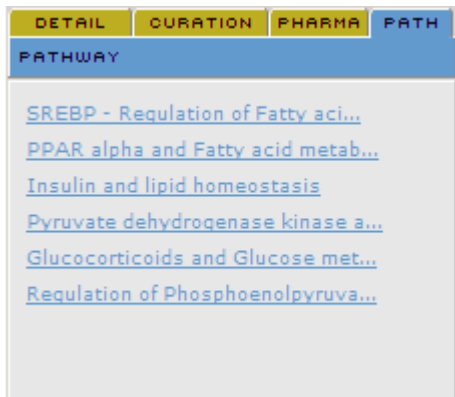 DETAIL CURATION PHARMA PATH
PATHWAY
SREBP - Regulation of Fatty aci...
PPAR alpha and Fatty acid metab...
Insulin and lipid homeostasis
Pyruvate dehydrogenase kinase a...
Glucocorticoids and Glucose met...
Regulation of Phosphoenolpyruva...